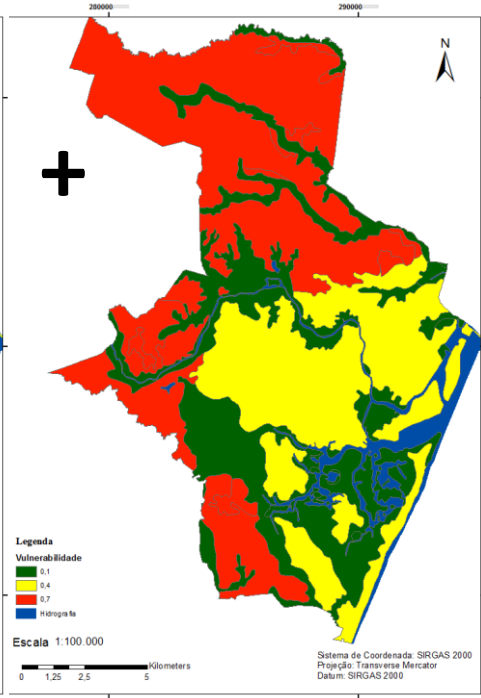 280000 290000
N
Legenda
Vulnerabilidade
0,1
0,4
0,7
Hidrografia
Escala 1:100.000
Kilometers
0 1,25 2,5 5
Sistema de Coordenada: SIRGAS 2000
Projeção: Transverse Mercator
Datum: SIRGAS 2000